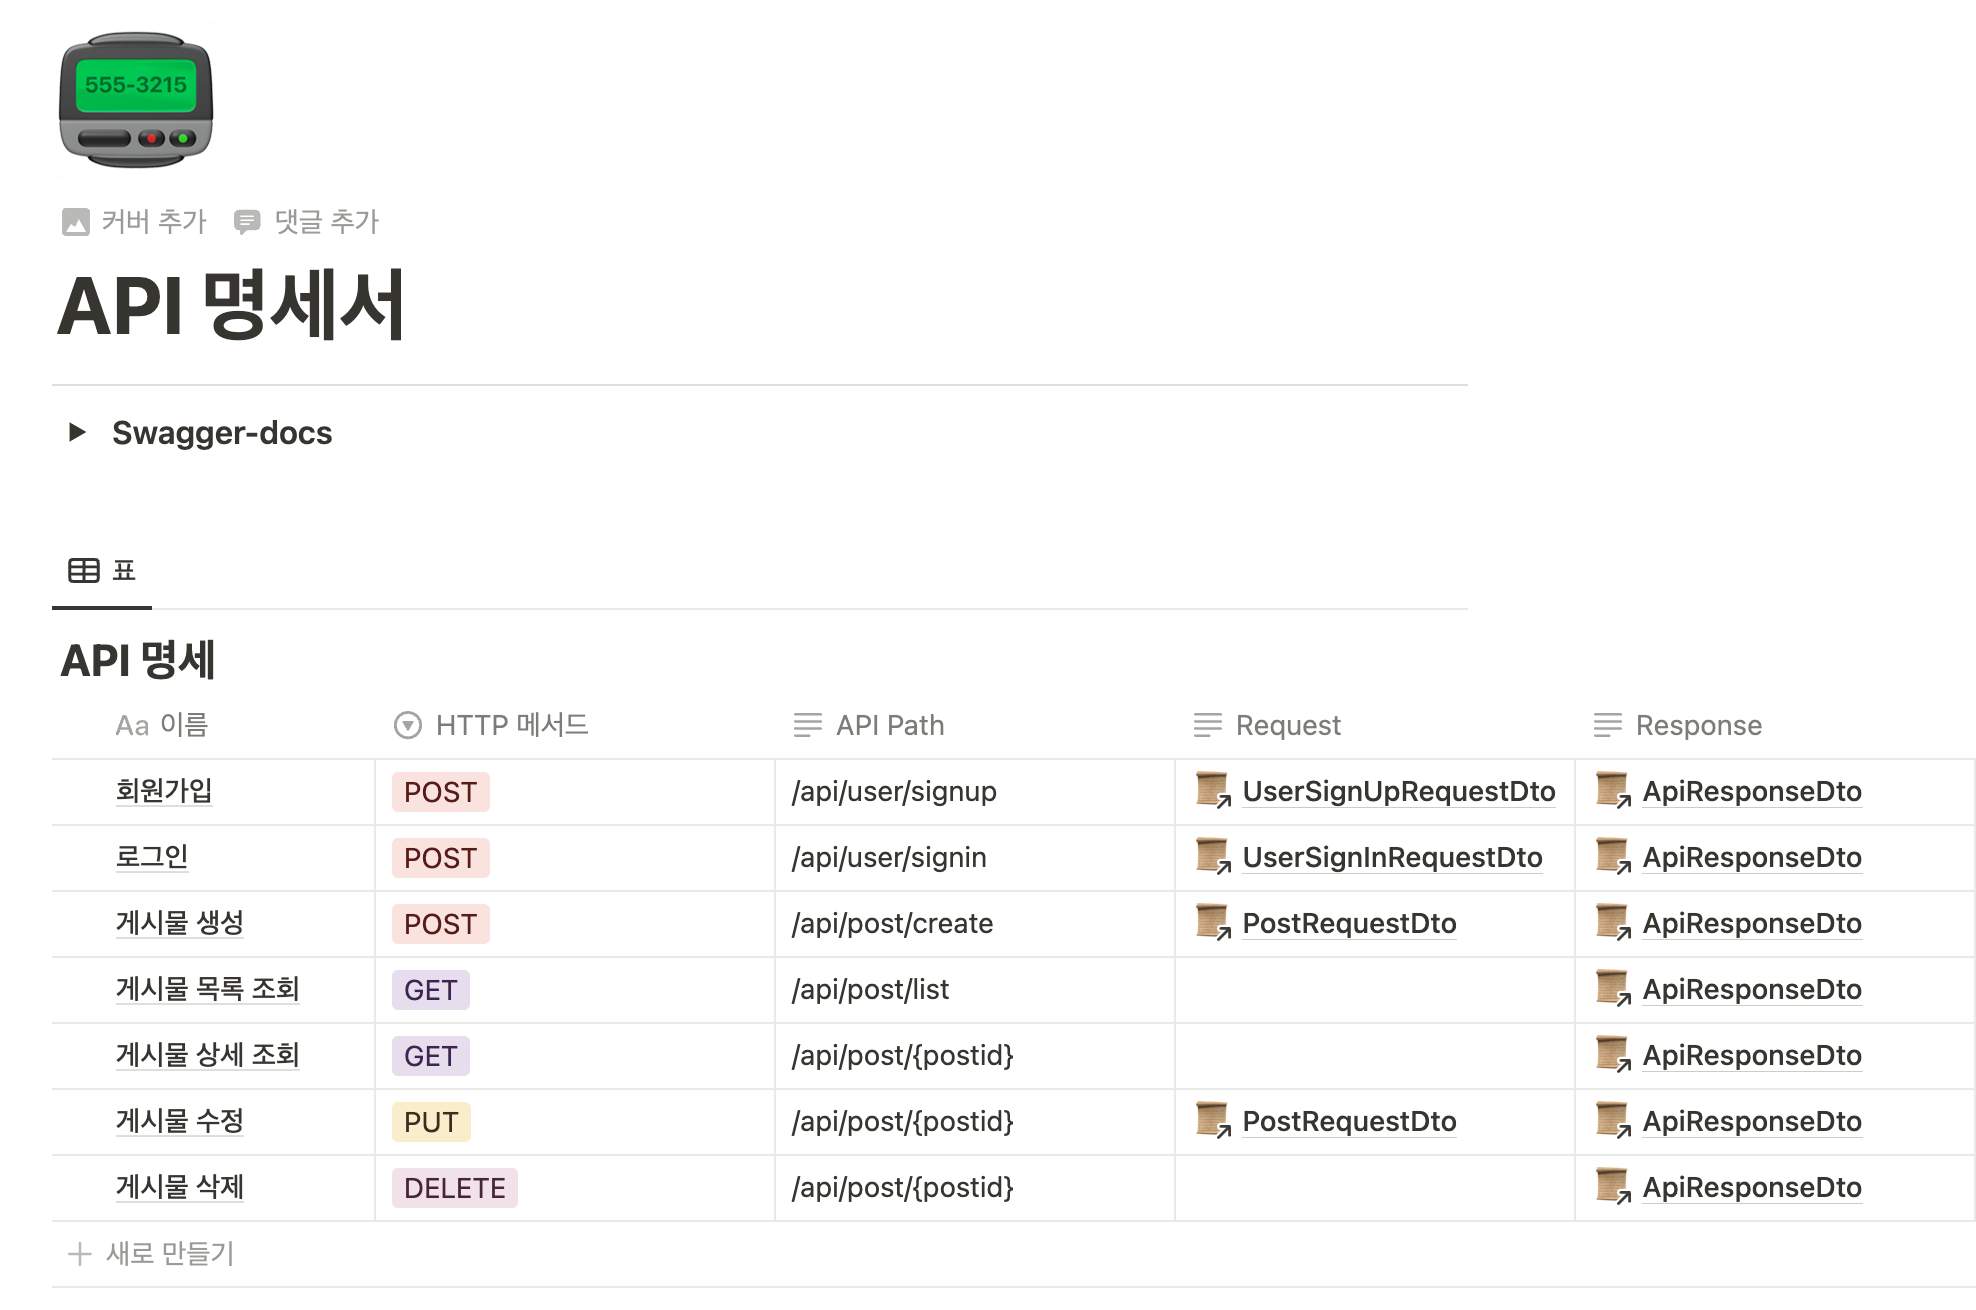 555-3215
커버 추가 댓글 추가
API 명세서
Swagger-docs
표
API 명세
Aa 이름 HTTP 메서드 API Path Request Response
회원가입 POST /api/user/signup UserSignUpRequestDto ApiResponseDto
로그인 POST /api/user/signin UserSignInRequestDto ApiResponseDto
게시물 생성 POST /api/post/create PostRequestDto ApiResponseDto
게시물 목록 조회 GET /api/post/list ApiResponseDto
게시물 상세 조회 GET /api/post/{postid} ApiResponseDto
게시물 수정 PUT /api/post/{postid} PostRequestDto ApiResponseDto
게시물 삭제 DELETE /api/post/{postid} ApiResponseDto
새로 만들기